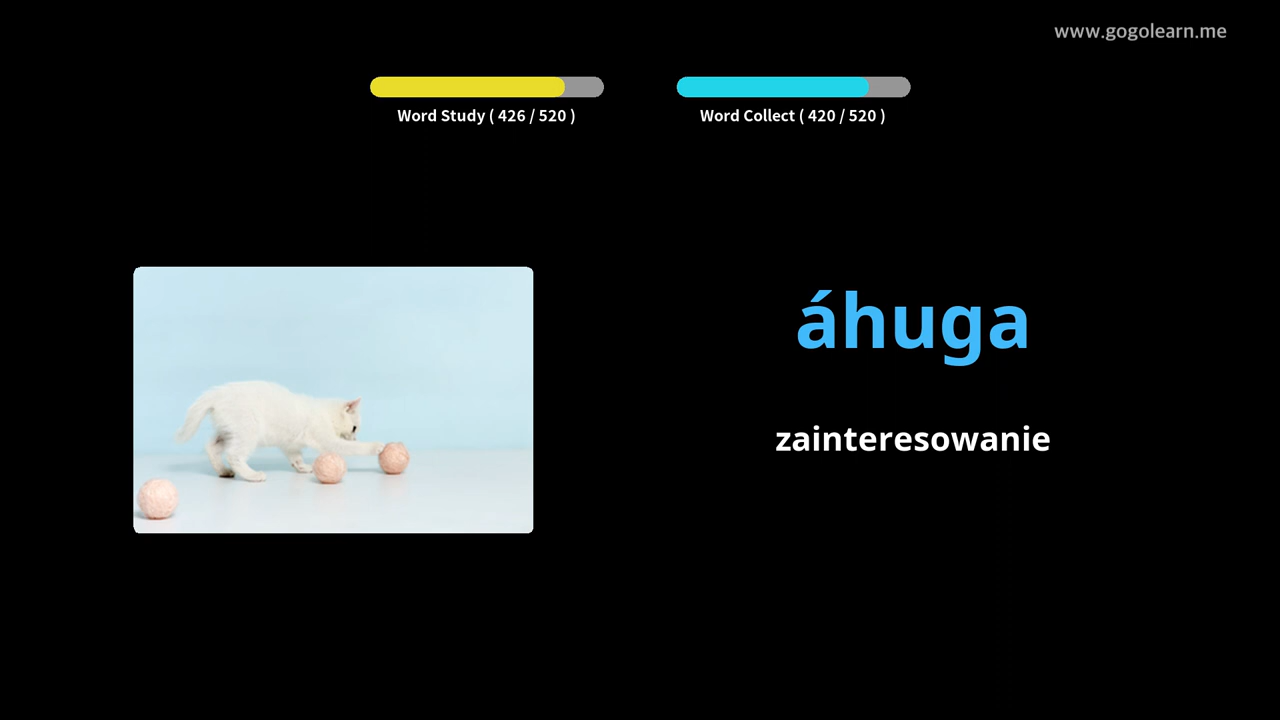 www.gogolearn.me
Word Study ( 426 / 520 )
Word Collect ( 420 / 520 )
áhuga
zainteresowanie